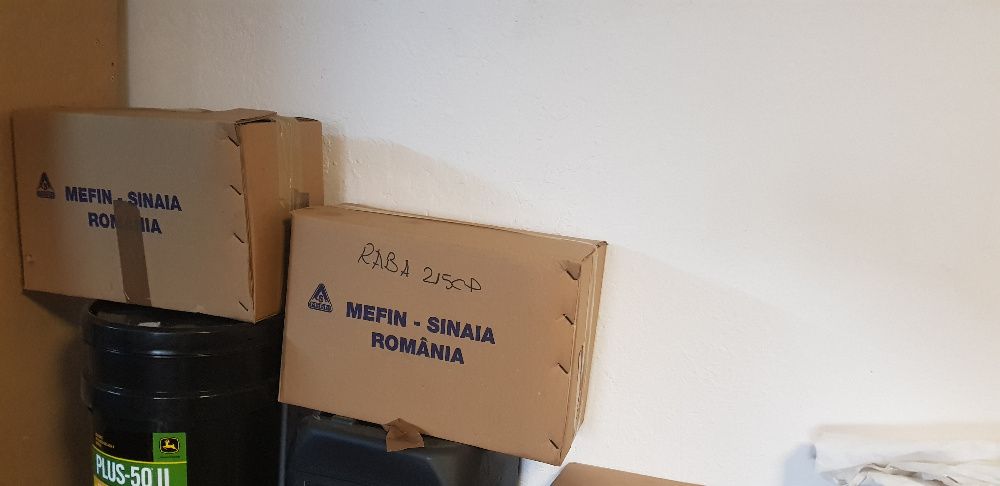 MEFIN - SINAIA
ROMÂNIA
RABA 215CP
MEFIN - SINAIA
ROMÂNIA
PLUS-50 II